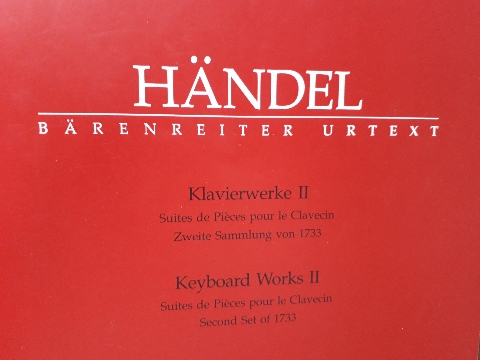 HÄNDEL
BÄRENREITER URTEXT
Klavierwerke II
Suites de Pièces pour le Clavecin
Zweite Sammlung von 1733
Keyboard Works II
Suites de Pièces pour le Clavecin
Second Set of 1733